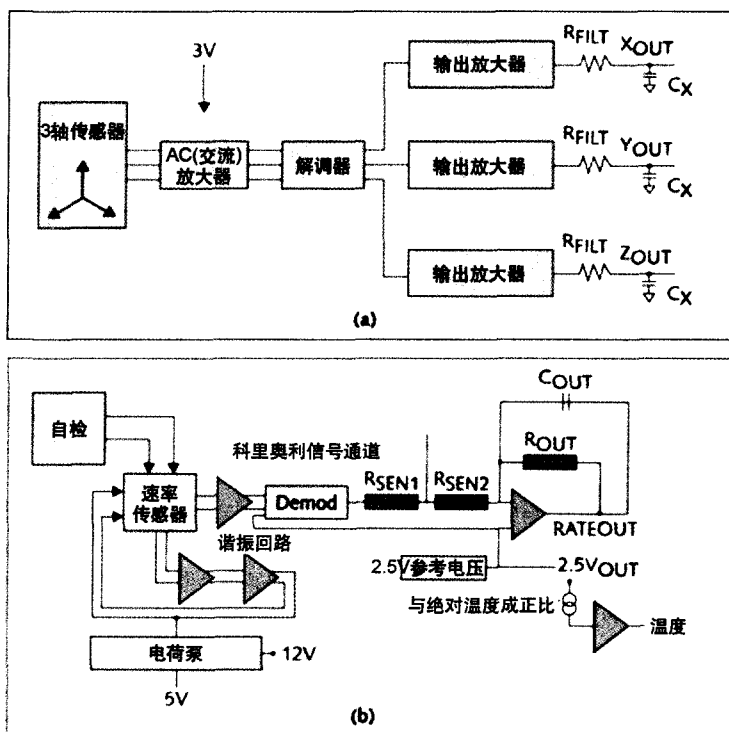 3V
3轴传感器
AC(交流)
放大器
解调器
输出放大器
RFILT
XOUT
CX
输出放大器
RFILT
YOUT
CX
输出放大器
RFILT
ZOUT
CX
(a)
自检
速率
传感器
科里奥利信号通道
Demod
谐振回路
RSEN1
RSEN2
COUT
ROUT
RATEOUT
2.5V参考电压
2.5VOUT
与绝对温度成正比
温度
电荷泵
12V
5V
(b)